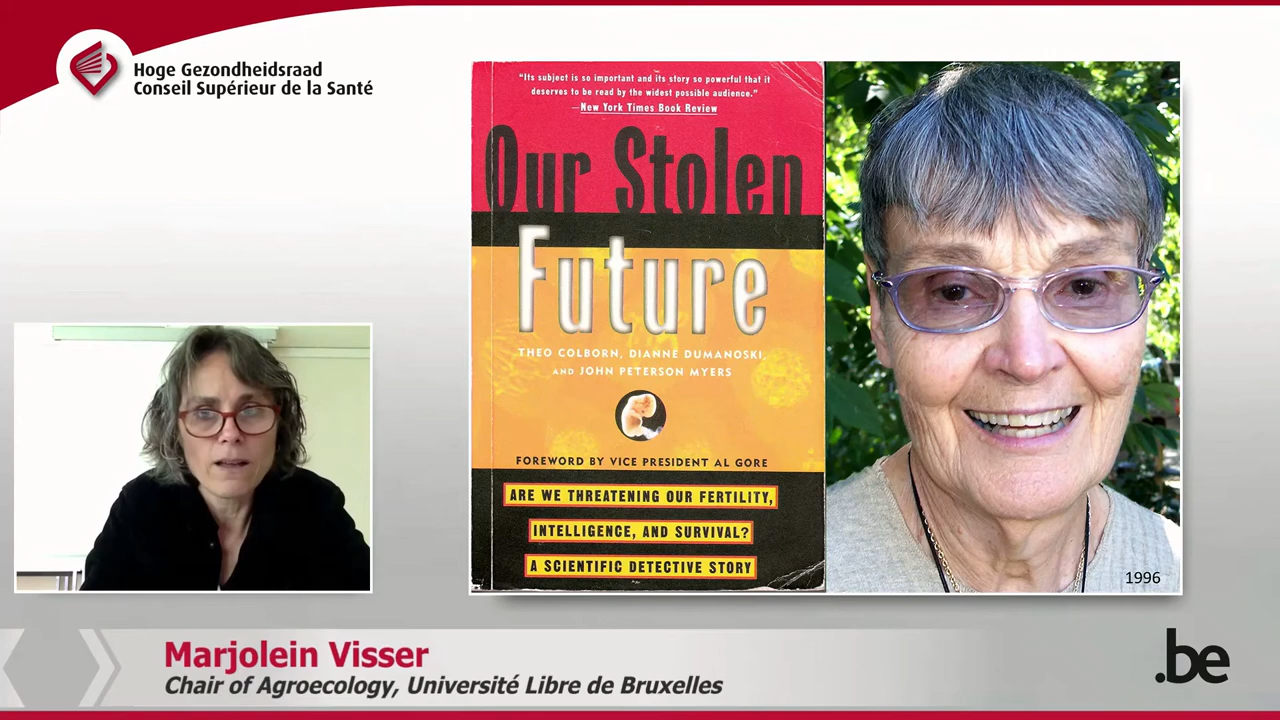 Hoge Gezondheidsraad
Conseil Supérieur de la Santé
"Its subject is so important and its story so powerful that it
deserves to be read by the widest possible audience."
—New York Times Book Review
Our Stolen
Future
THEO COLBORN, DIANNE DUMANOSKI,
AND JOHN PETERSON MYERS
FOREWORD BY VICE PRESIDENT AL GORE
ARE WE THREATENING OUR FERTILITY,
INTELLIGENCE, AND SURVIVAL?
A SCIENTIFIC DETECTIVE STORY
1996
Marjolein Visser
Chair of Agroecology, Université Libre de Bruxelles
.be